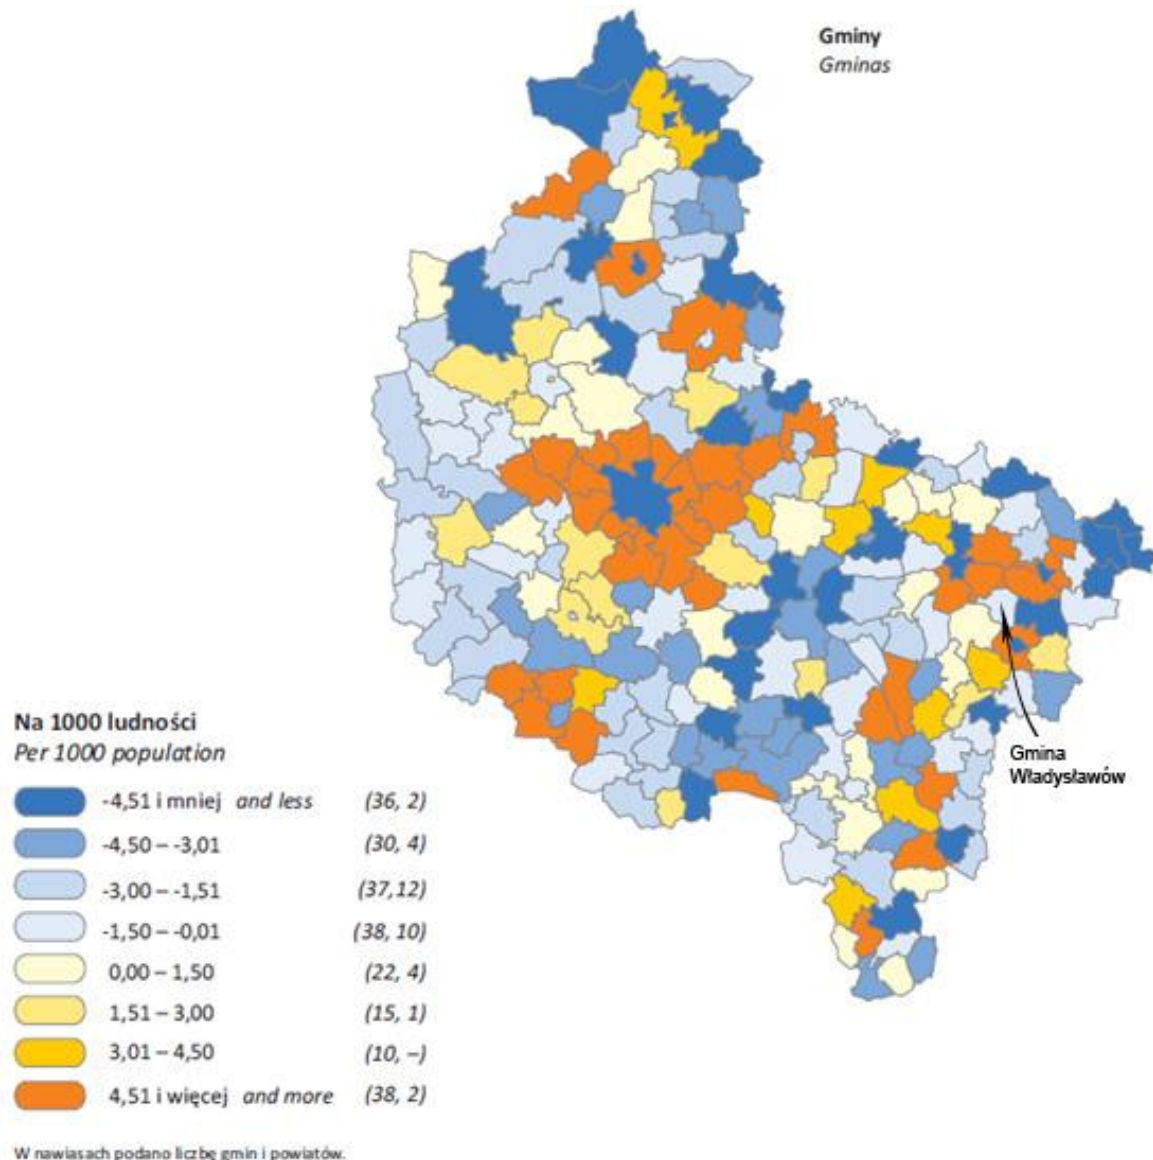 Gminy
Gminas
Gmina
Władysławów
Na 1000 ludności
Per 1000 population
-4,51 i mniej and less (36, 2)
-4,50 – -3,01 (30, 4)
-3,00 – -1,51 (37,12)
-1,50 – -0,01 (38, 10)
0,00 – 1,50 (22, 4)
1,51 – 3,00 (15, 1)
3,01 – 4,50 (10, –)
4,51 i więcej and more (38, 2)
W nawiasach podano liczbę gmin i powiatów.